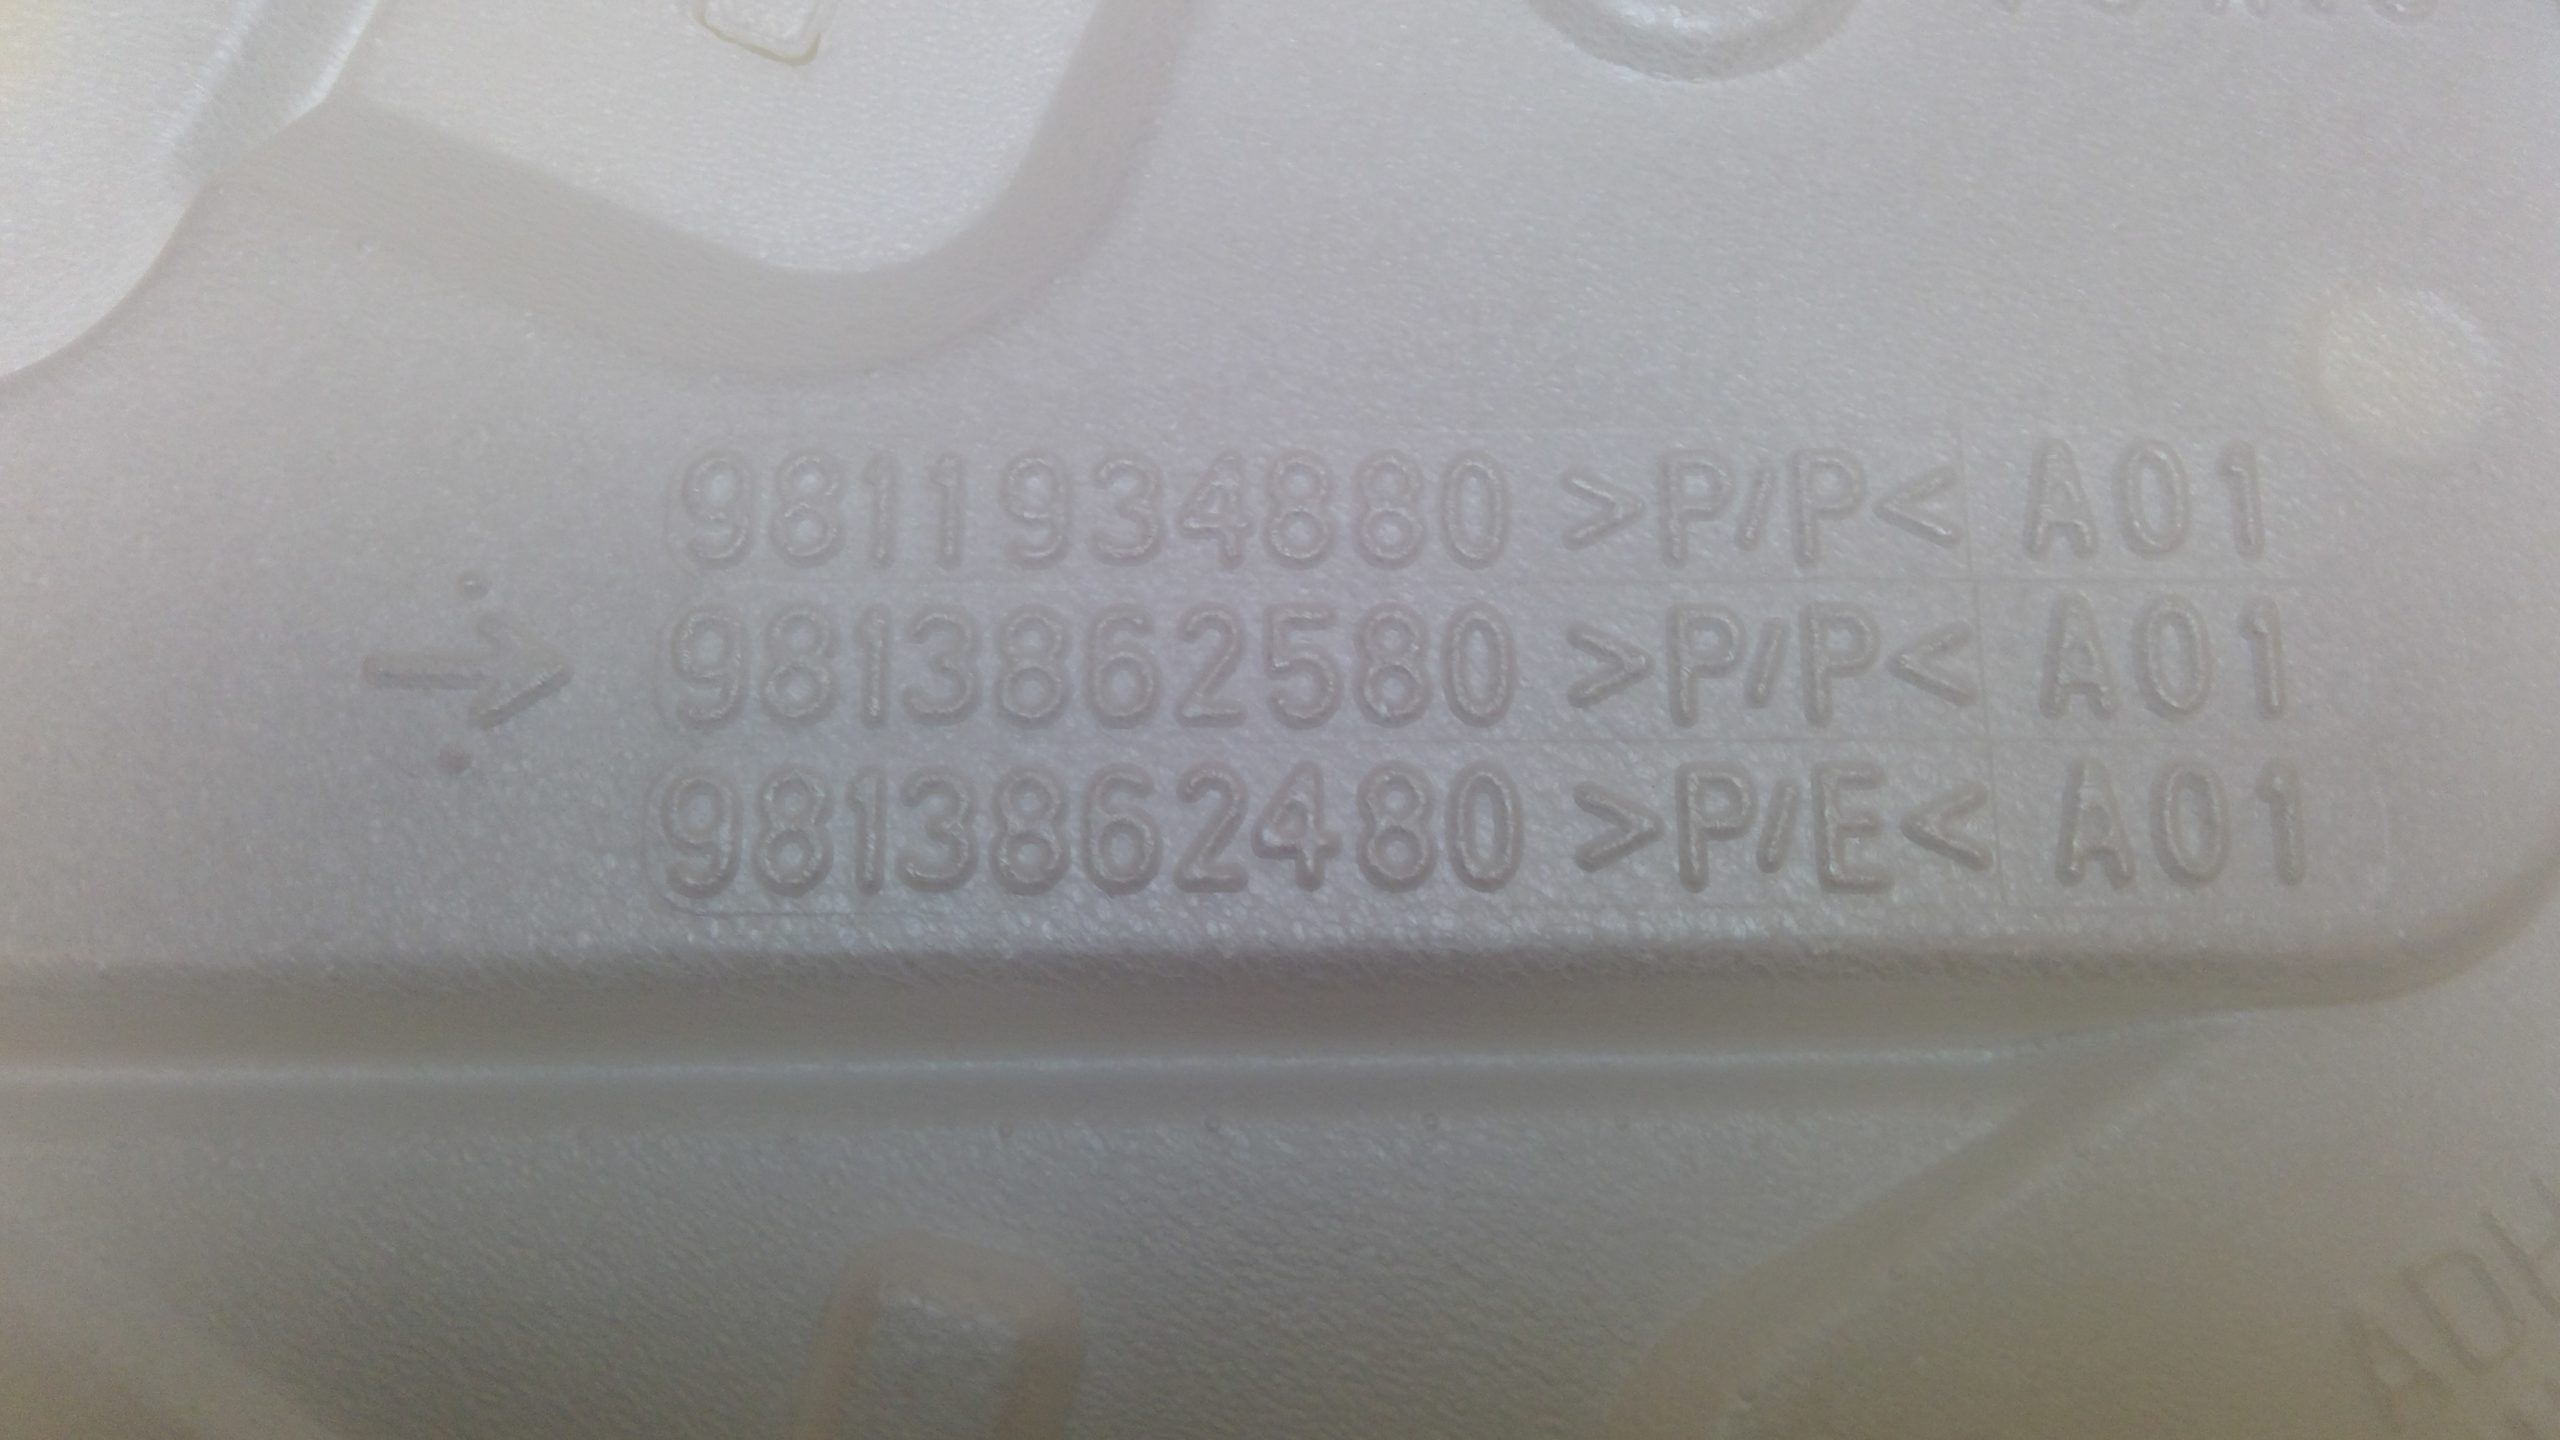 9811934880 >P/P< A01
→ 9813862580 >P/P< A01
9813862480 >P/E< A01